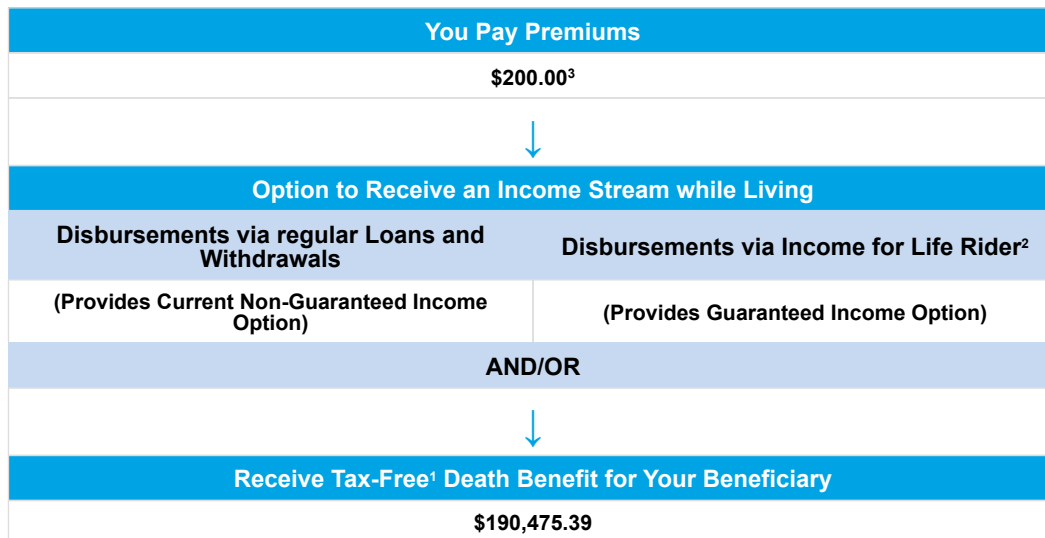 You Pay Premiums
$200.00³
↓
Option to Receive an Income Stream while Living
Disbursements via regular Loans and
Withdrawals
Disbursements via Income for Life Rider²
(Provides Current Non-Guaranteed Income
Option)
(Provides Guaranteed Income Option)
AND/OR
↓
Receive Tax-Free¹ Death Benefit for Your Beneficiary
$190,475.39